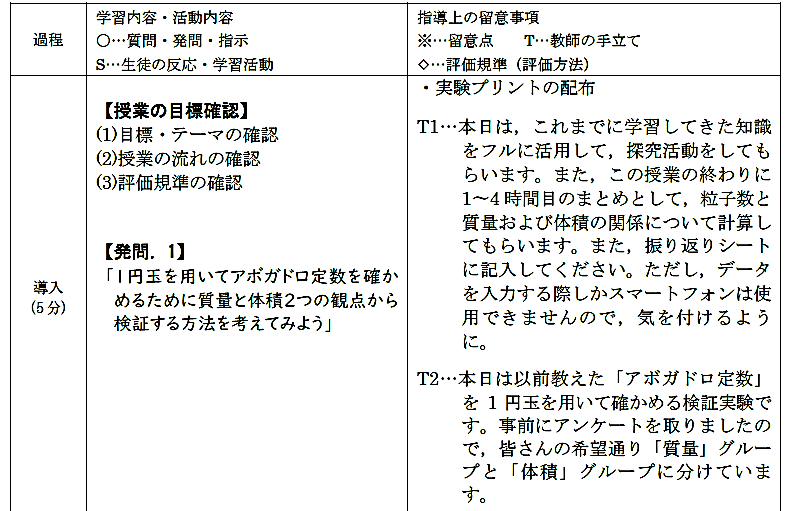 過程
学習内容・活動内容
○…質問・発問・指示
S…生徒の反応・学習活動
指導上の留意事項
※…留意点　T…教師の手立て
◇…評価規準（評価方法）
導入
(5分)
【授業の目標確認】
(1)目標・テーマの確認
(2)授業の流れの確認
(3)評価規準の確認
【発問．1】
「1円玉を用いてアボガドロ定数を確か
めるために質量と体積2つの観点から
検証する方法を考えてみよう」
・実験プリントの配布
T1…本日は，これまでに学習してきた知識
をフルに活用して，探究活動をしても
らいます。また，この授業の終わりに
1～4時間目のまとめとして，粒子数と
質量および体積の関係について計算し
てもらいます。また，振り返りシート
に記入してください。ただし，データ
を入力する際しかスマートフォンは使
用できませんので，気を付けるよう
に。
T2…本日は以前教えた「アボガドロ定数」
を1円玉を用いて確かめる検証実験で
す。事前にアンケートを取りましたの
で，皆さんの希望通り「質量」グルー
プと「体積」グループに分けていま
す。